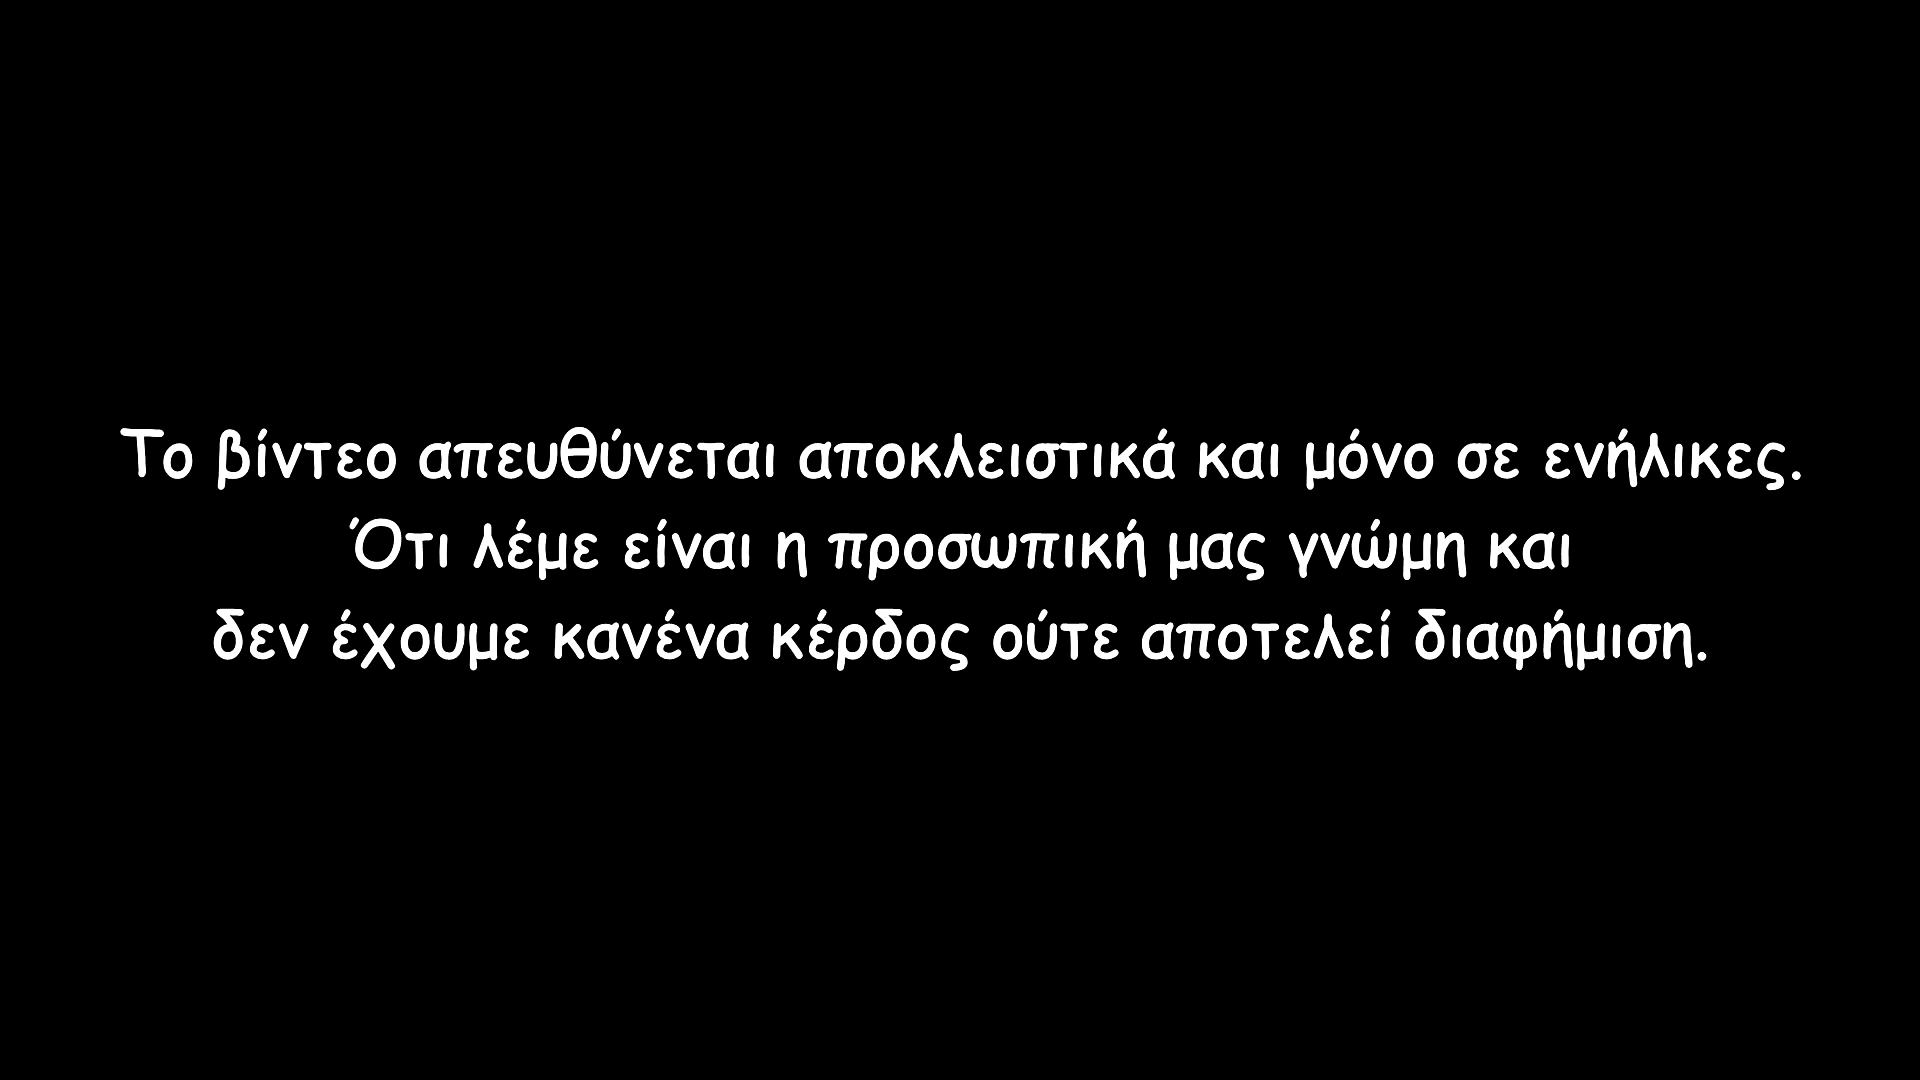 Το βίντεο απευθύνεται αποκλειστικά και μόνο σε ενήλικες.
Ότι λέμε είναι η προσωπική μας γνώμη και
δεν έχουμε κανένα κέρδος ούτε αποτελεί διαφήμιση.